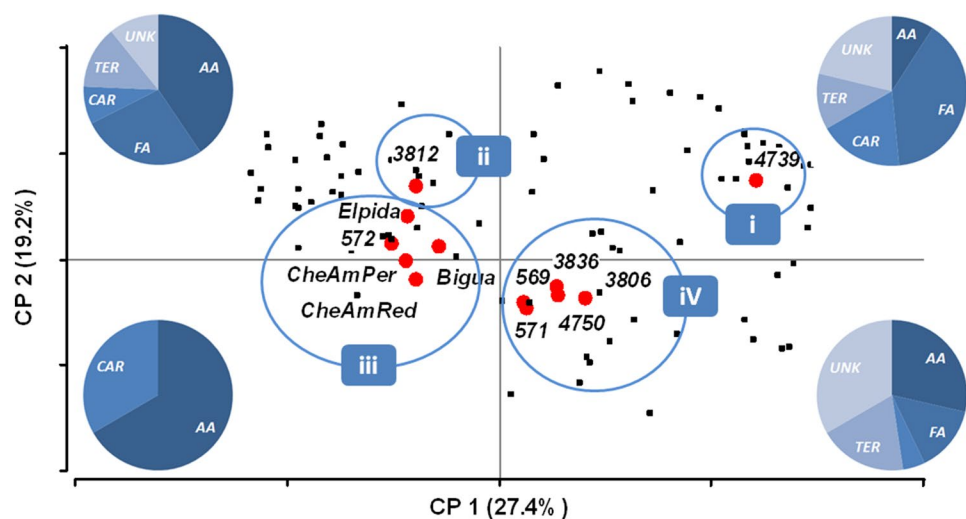 UNK
TER
AA
CAR
FA
AA
UNK
FA
TER
CAR
3812
ii
4739
i
Elpida
572
CheAmPer
Bigua
CheAmRed
iii
3836
569
3806
iV
571
4750
CP 2 (19.2%)
CAR
AA
UNK
AA
FA
TER
CP 1 (27.4%)